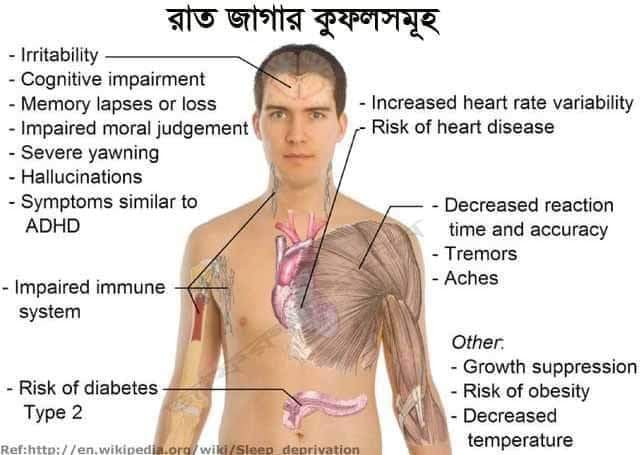 রাত জাগার কুফলসমূহ
- Irritability
- Cognitive impairment
- Memory lapses or loss
- Impaired moral judgement
- Severe yawning
- Hallucinations
- Symptoms similar to
ADHD
- Impaired immune
system
- Risk of diabetes
Type 2
- Increased heart rate variability
- Risk of heart disease
- Decreased reaction
time and accuracy
- Tremors
- Aches
Other:
- Growth suppression
- Risk of obesity
- Decreased
temperature
Ref:http://en.wikipedia.org/wiki/Sleep_deprivation